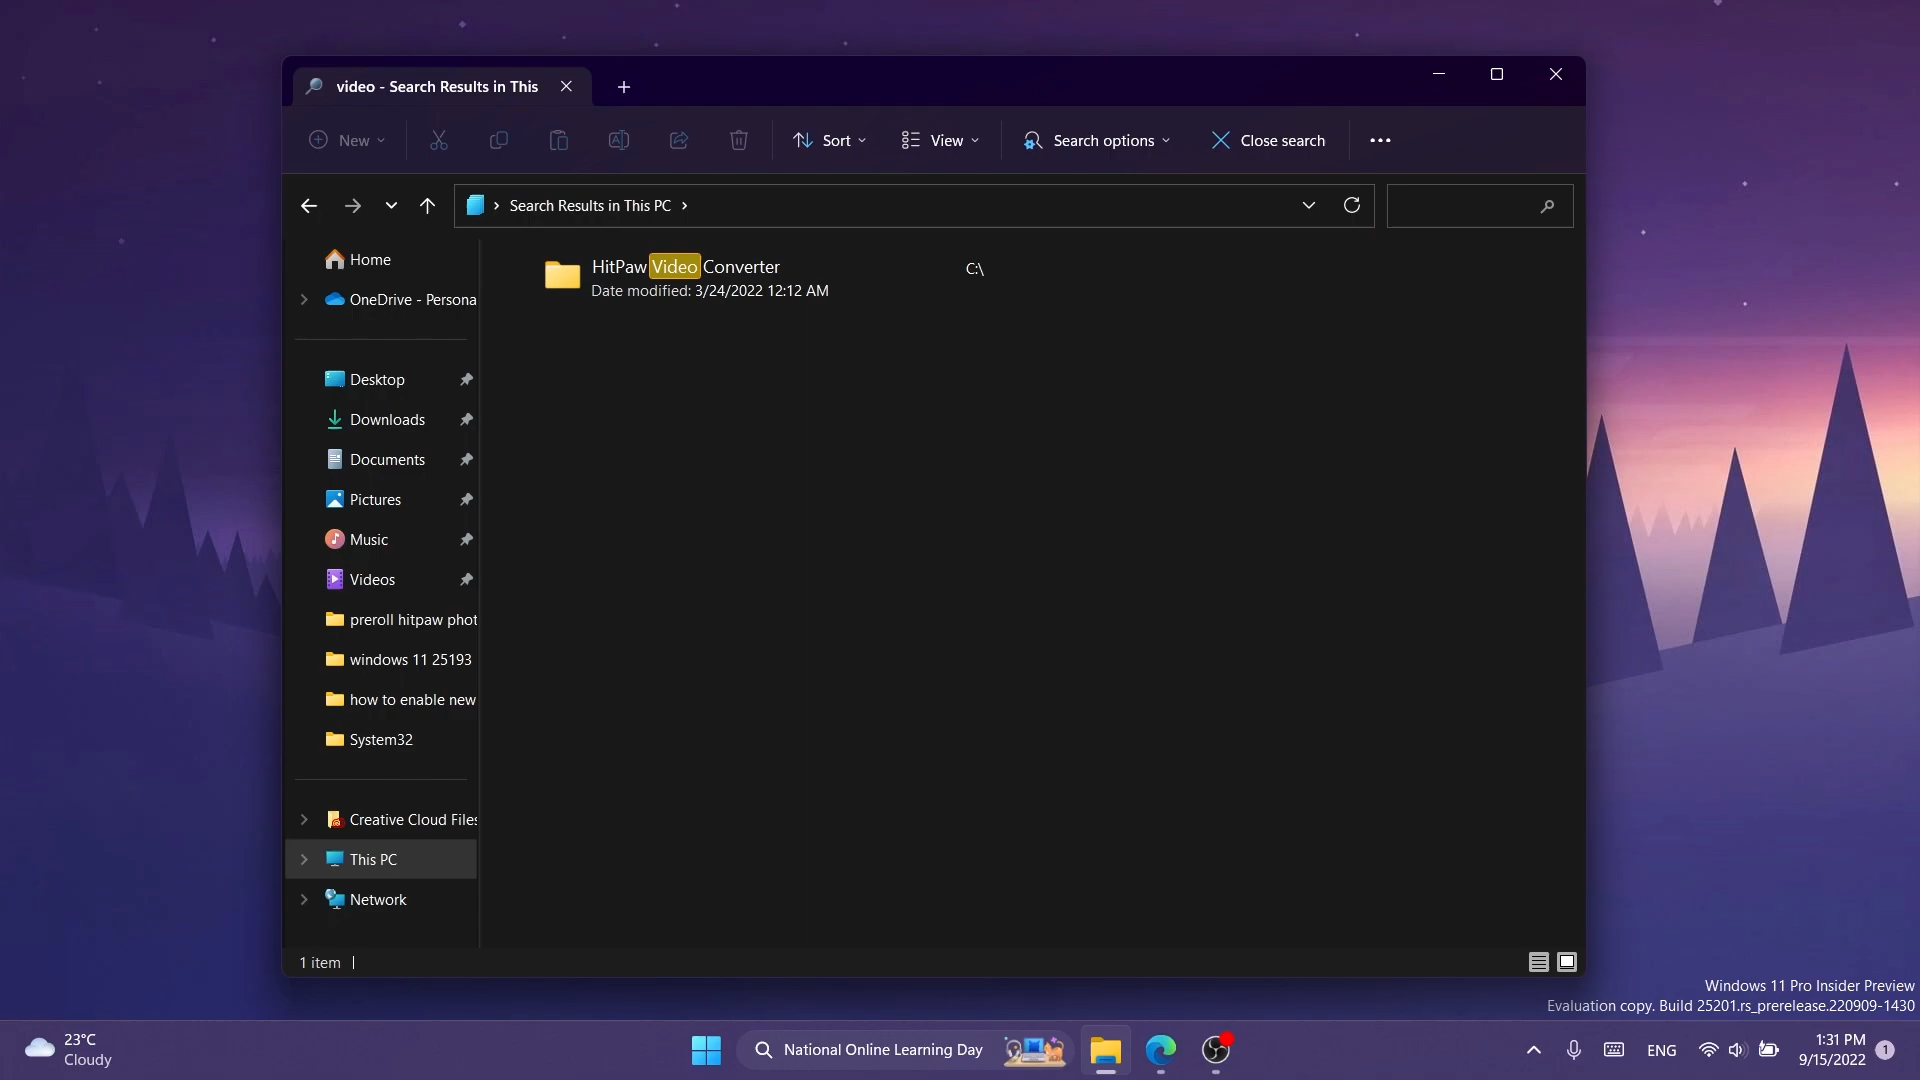 video - Search Results in This
New
Sort
View
Search options
Close search
Search Results in This PC
Home
OneDrive - Persona
Desktop
Downloads
Documents
Pictures
Music
Videos
preroll hitpaw phot
windows 11 25193
how to enable new
System32
Creative Cloud Files
This PC
Network
HitPaw Video Converter
C:\
Date modified: 3/24/2022 12:12 AM
1 item
Windows 11 Pro Insider Preview
Evaluation copy. Build 25201.rs_prerelease.220909-1430
23°C
Cloudy
National Online Learning Day
ENG
1:31 PM
9/15/2022
1